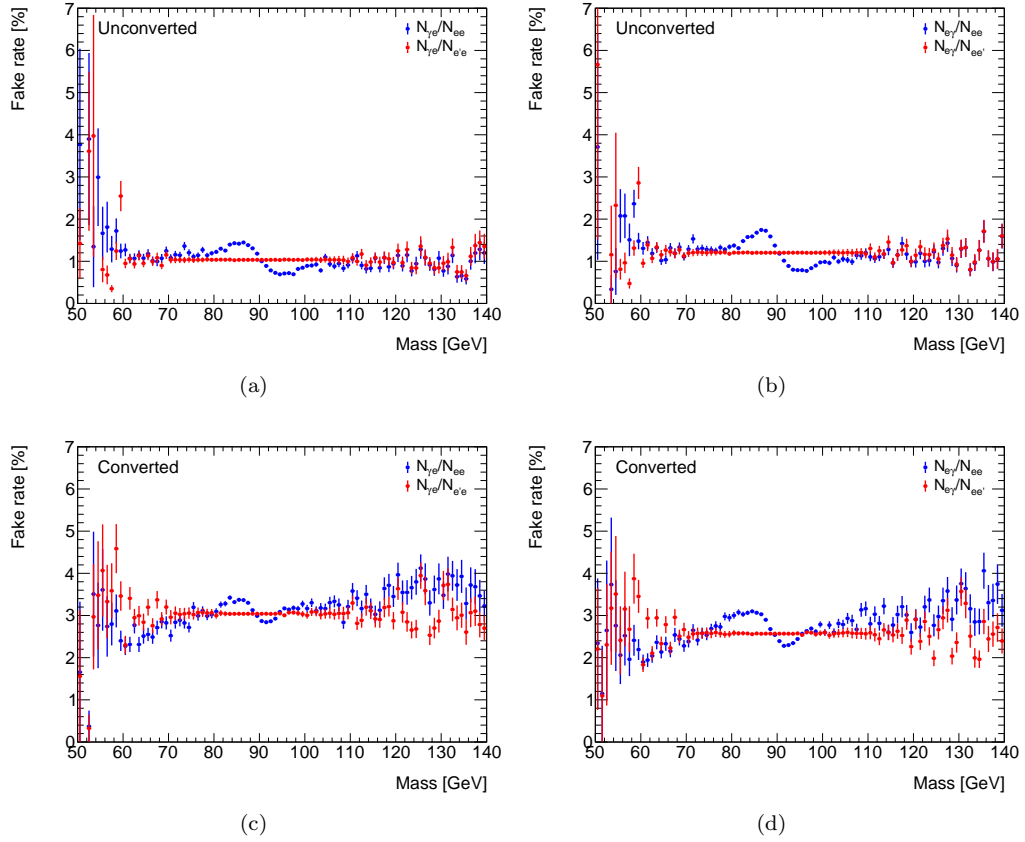 Fake rate [%]
7
6
5
4
3
2
1
0
Unconverted
N_γe/N_ee
N_γe/N_e'e
50 60 70 80 90 100 110 120 130 140
Mass [GeV]
(a)
Fake rate [%]
7
6
5
4
3
2
1
0
Unconverted
N_eγ/N_ee
N_eγ/N_ee'
50 60 70 80 90 100 110 120 130 140
Mass [GeV]
(b)
Fake rate [%]
7
6
5
4
3
2
1
0
Converted
N_γe/N_ee
N_γe/N_e'e
50 60 70 80 90 100 110 120 130 140
Mass [GeV]
(c)
Fake rate [%]
7
6
5
4
3
2
1
0
Converted
N_eγ/N_ee
N_eγ/N_ee'
50 60 70 80 90 100 110 120 130 140
Mass [GeV]
(d)